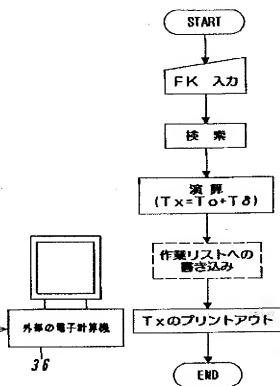 START
FK 入力
検 索
演 算
(Tx=To+Tδ)
作業リストへの
書き込み
Txのプリントアウト
END
外部の電子計算機
36